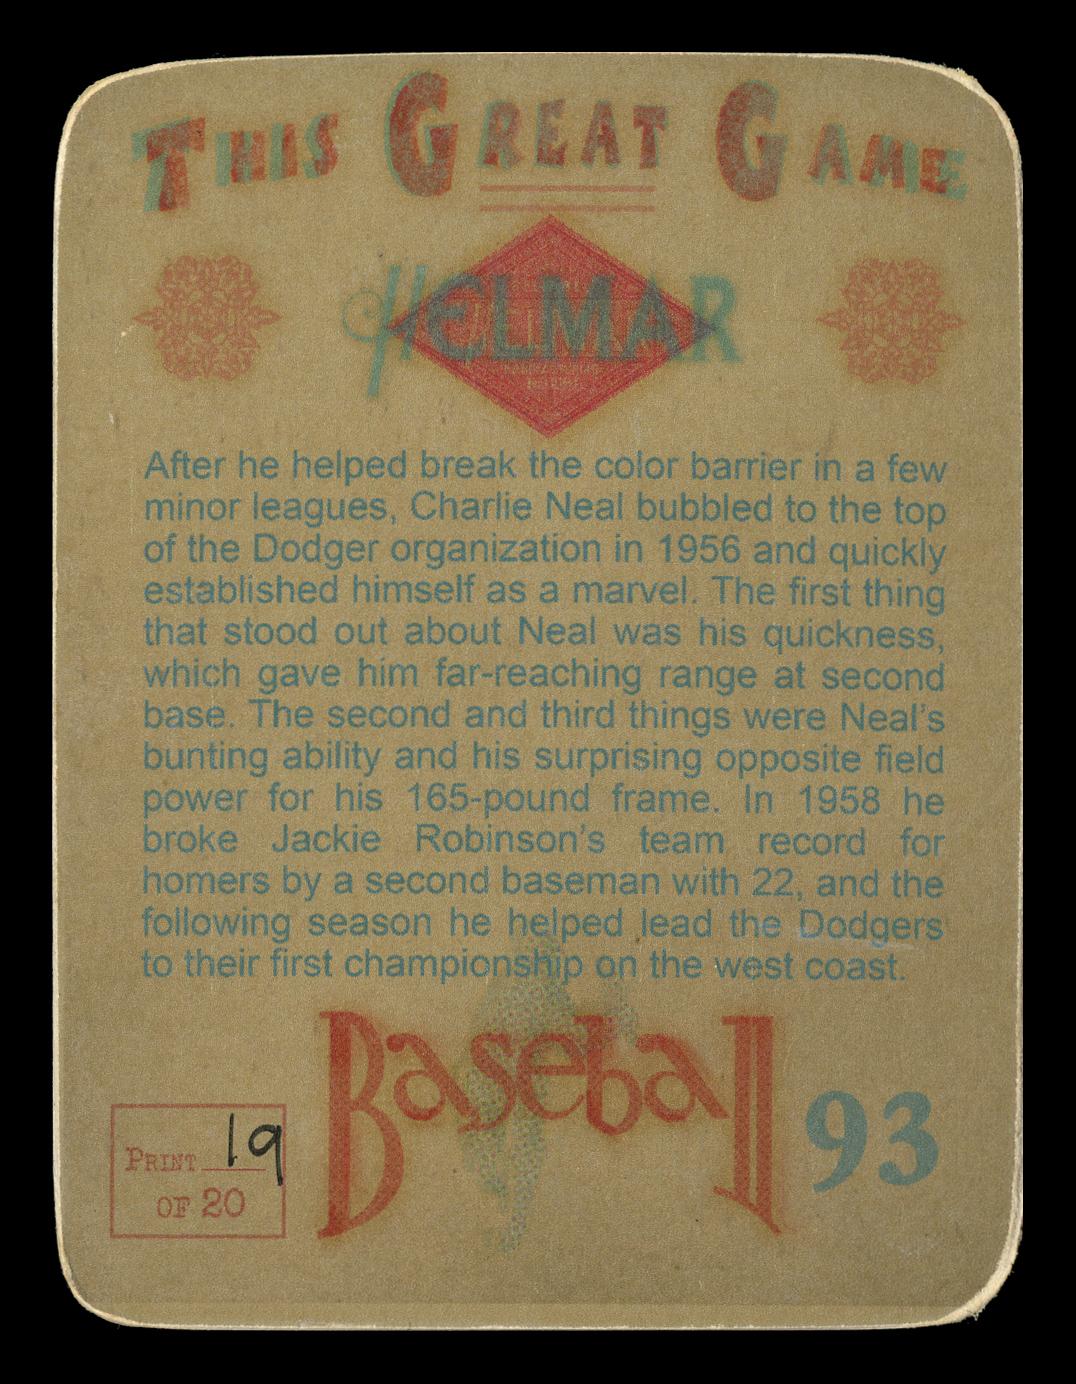 This Great Game
HELMAR
After he helped break the color barrier in a few
minor leagues, Charlie Neal bubbled to the top
of the Dodger organization in 1956 and quickly
established himself as a marvel. The first thing
that stood out about Neal was his quickness,
which gave him far-reaching range at second
base. The second and third things were Neal's
bunting ability and his surprising opposite field
power for his 165-pound frame. In 1958 he
broke Jackie Robinson's team record for
homers by a second baseman with 22, and the
following season he helped lead the Dodgers
to their first championship on the west coast.
Baseball
93
Print 19
of 20